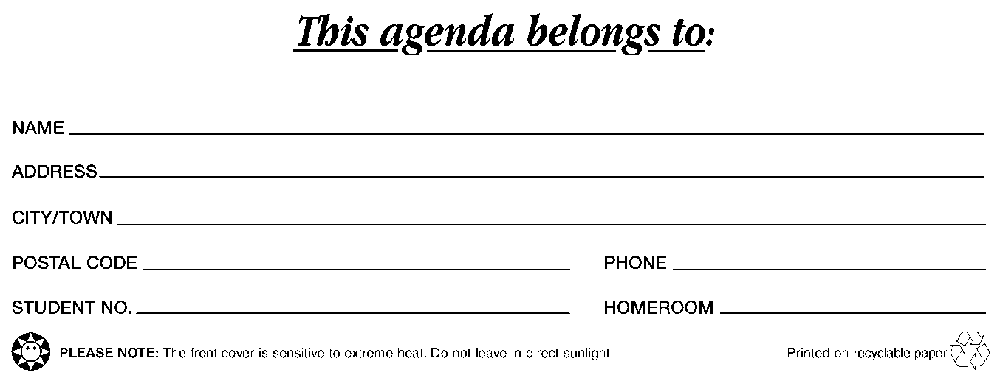 This agenda belongs to:
NAME
ADDRESS
CITY/TOWN
POSTAL CODE PHONE
STUDENT NO. HOMEROOM
PLEASE NOTE: The front cover is sensitive to extreme heat. Do not leave in direct sunlight! Printed on recyclable paper